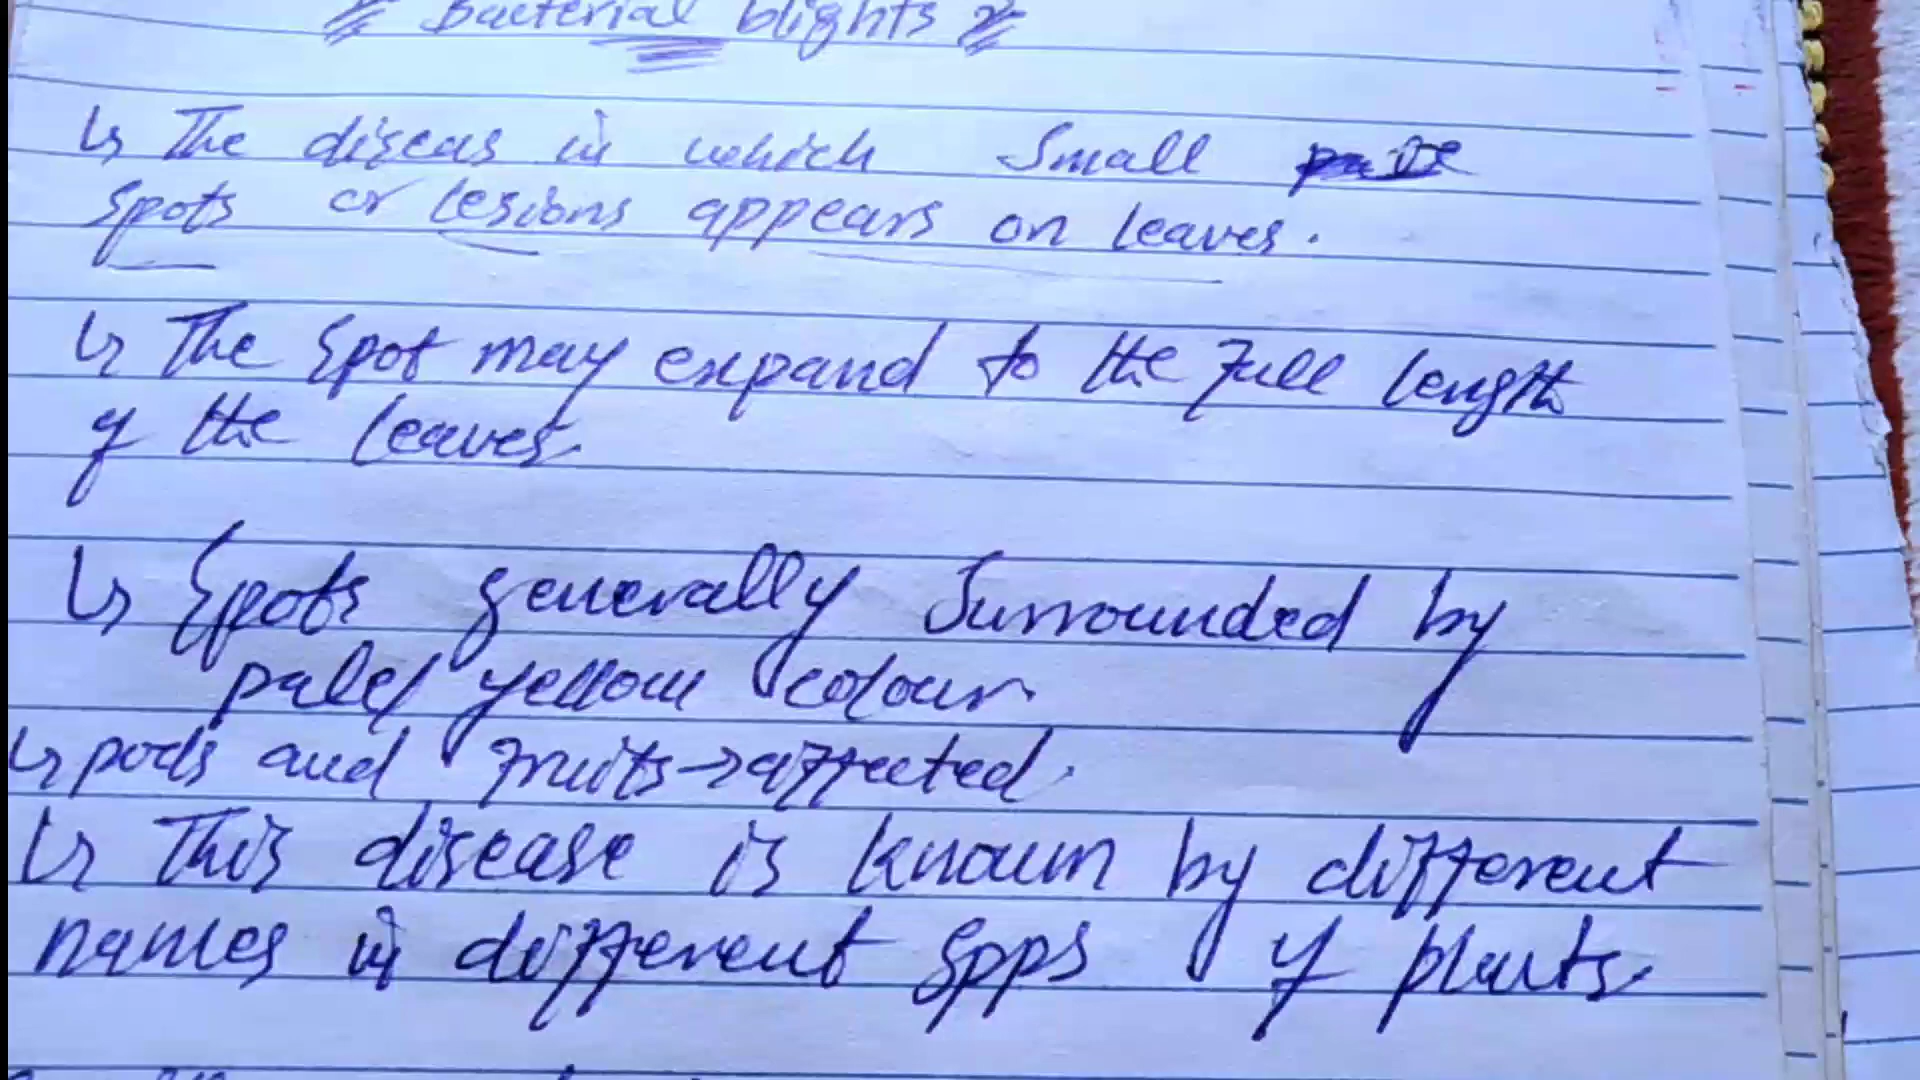 Bacterial blights
↳ The diseas in which Small
spots or lesions appears on leaves.
↳ The spot may expand to the full length
of the leaves.
↳ Spots generally surrounded by
pale yellow colour
↳ pods and fruits → affected.
↳ This disease is known by different
names in different spps of plants.